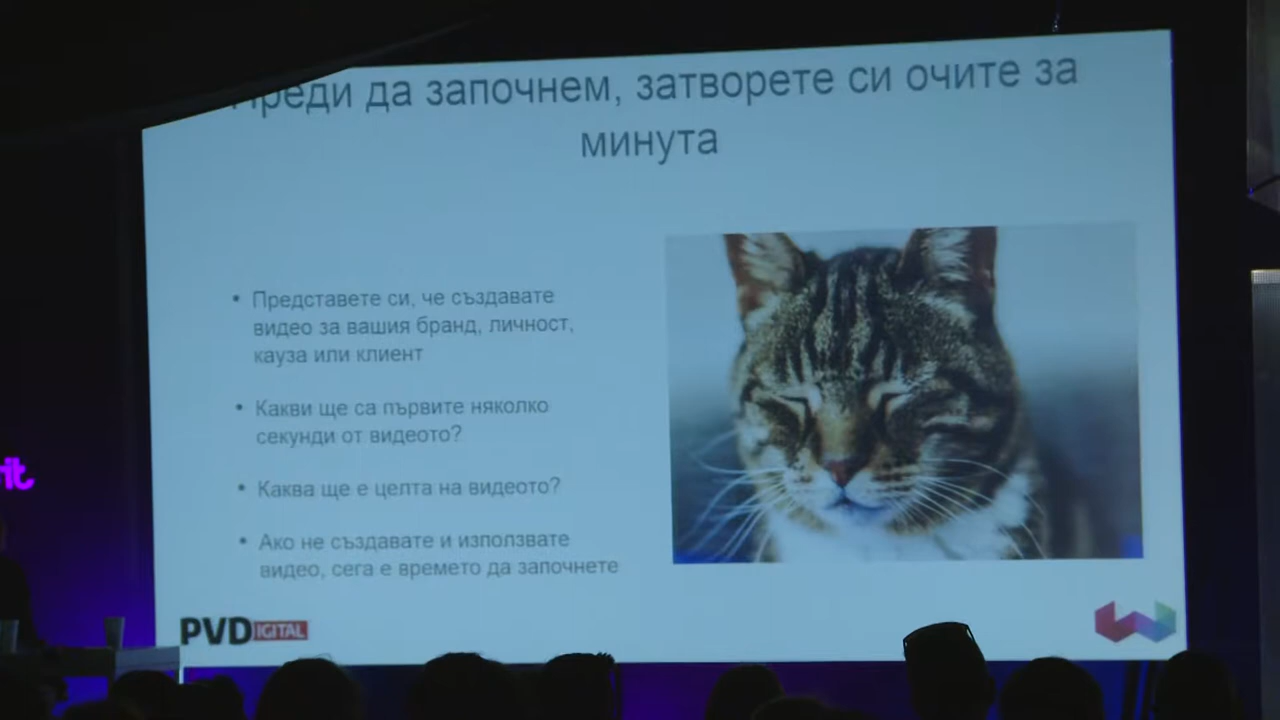 Преди да започнем, затворете си очите за
минута
• Представете си, че създавате
видео за вашия бранд, личност,
кауза или клиент
• Какви ще са първите няколко
секунди от видеото?
• Каква ще е целта на видеото?
• Ако не създавате и използвате
видео, сега е времето да започнете
PVDIGITAL